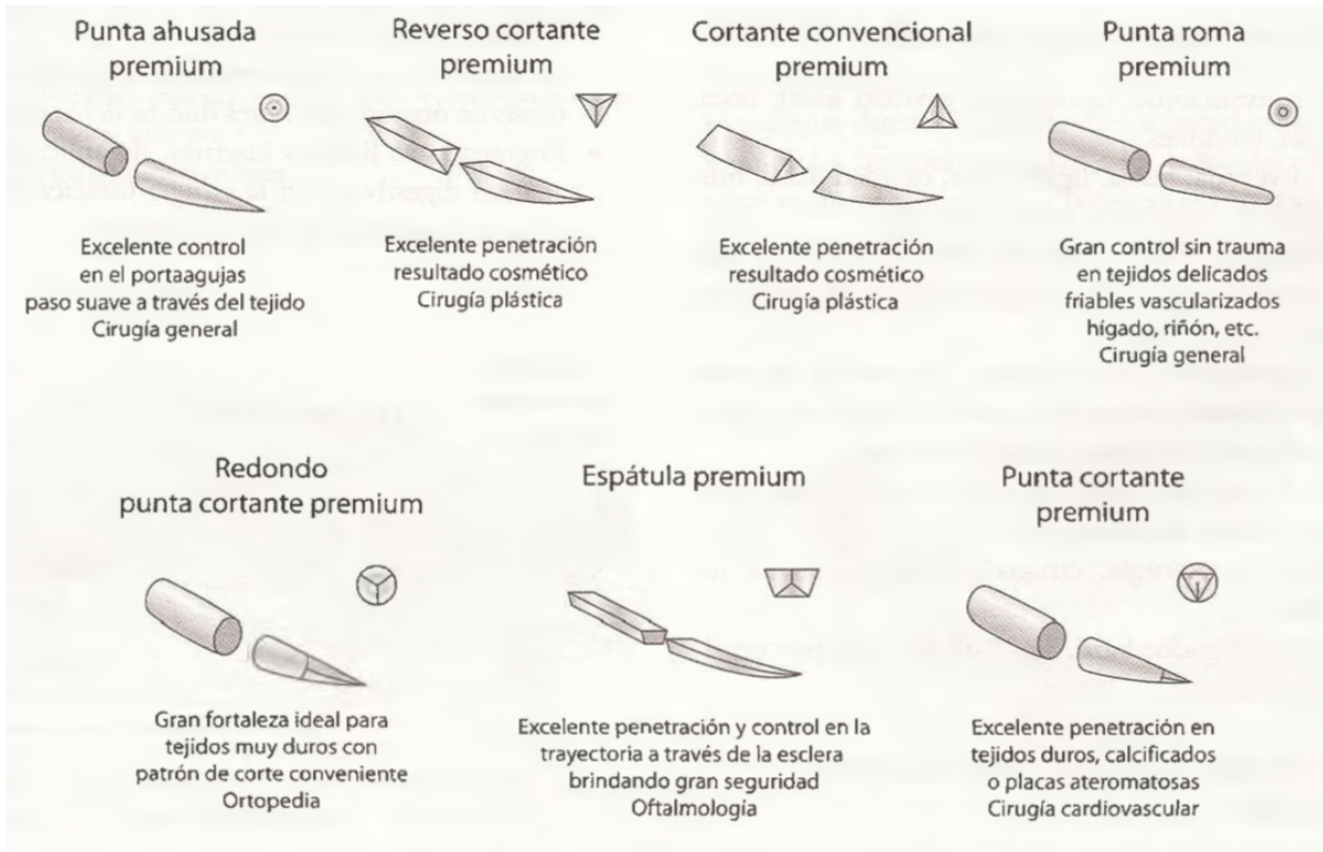 Punta ahusada
premium
Excelente control
en el portaagujas
paso suave a través del tejido
Cirugía general
Reverso cortante
premium
Excelente penetración
resultado cosmético
Cirugía plástica
Cortante convencional
premium
Excelente penetración
resultado cosmético
Cirugía plástica
Punta roma
premium
Gran control sin trauma
en tejidos delicados
friables vascularizados
hígado, riñón, etc.
Cirugía general
Redondo
punta cortante premium
Gran fortaleza ideal para
tejidos muy duros con
patrón de corte conveniente
Ortopedia
Espátula premium
Excelente penetración y control en la
trayectoria a través de la esclera
brindando gran seguridad
Oftalmología
Punta cortante
premium
Excelente penetración en
tejidos duros, calcificados
o placas ateromatosas
Cirugía cardiovascular